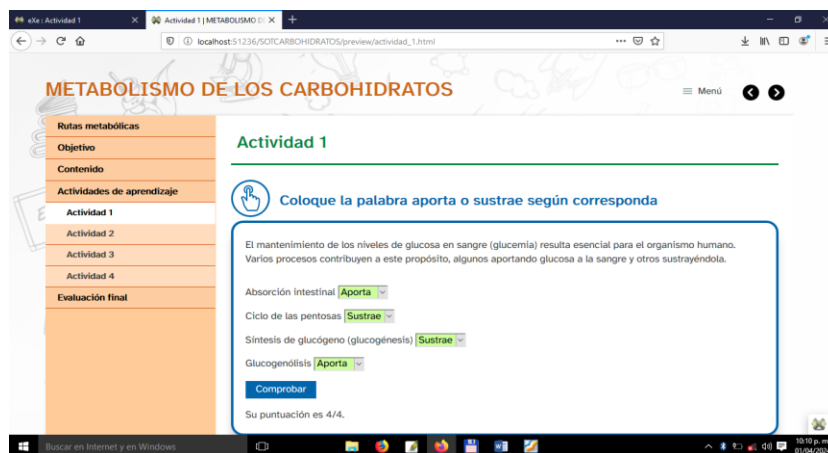 eXe : Actividad 1
Actividad 1 | METABOLISMO D
localhost:51236/SOTCARBOHIDRATOS/preview/actividad_1.html
METABOLISMO DE LOS CARBOHIDRATOS
Menú
Rutas metabólicas
Objetivo
Contenido
Actividades de aprendizaje
Actividad 1
Actividad 2
Actividad 3
Actividad 4
Evaluación final
Actividad 1
Coloque la palabra aporta o sustrae según corresponda
El mantenimiento de los niveles de glucosa en sangre (glucemia) resulta esencial para el organismo humano.
Varios procesos contribuyen a este propósito, algunos aportando glucosa a la sangre y otros sustrayéndola.
Absorción intestinal Aporta
Ciclo de las pentosas Sustrae
Síntesis de glucógeno (glucogénesis) Sustrae
Glucogenólisis Aporta
Comprobar
Su puntuación es 4/4.
Buscar en Internet y en Windows
10:10 p. m.